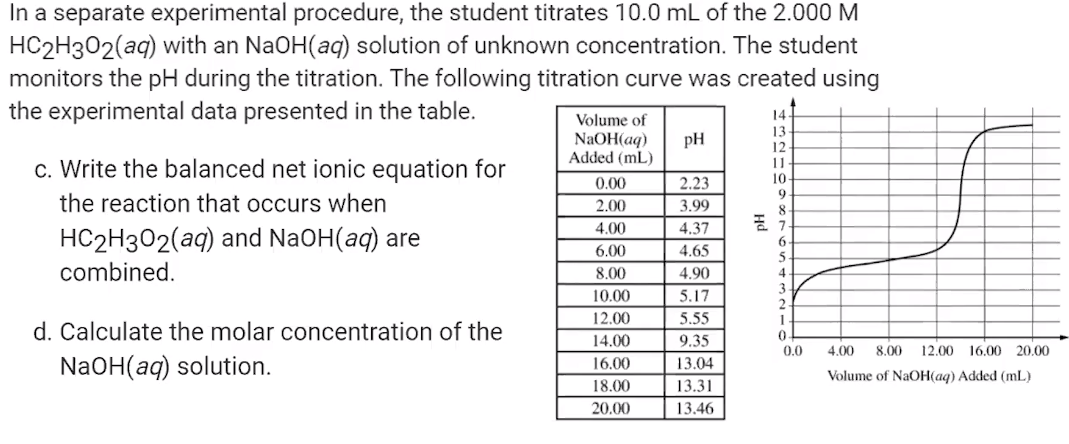 In a separate experimental procedure, the student titrates 10.0 mL of the 2.000 M
HC2H3O2(aq) with an NaOH(aq) solution of unknown concentration. The student
monitors the pH during the titration. The following titration curve was created using
the experimental data presented in the table.
c. Write the balanced net ionic equation for
the reaction that occurs when
HC2H3O2(aq) and NaOH(aq) are
combined.
d. Calculate the molar concentration of the
NaOH(aq) solution.
Volume of
NaOH(aq)
Added (mL)
pH
0.00 2.23
2.00 3.99
4.00 4.37
6.00 4.65
8.00 4.90
10.00 5.17
12.00 5.55
14.00 9.35
16.00 13.04
18.00 13.31
20.00 13.46
pH
14
13
12
11
10
9
8
7
6
5
4
3
2
1
0
0.0 4.00 8.00 12.00 16.00 20.00
Volume of NaOH(aq) Added (mL)